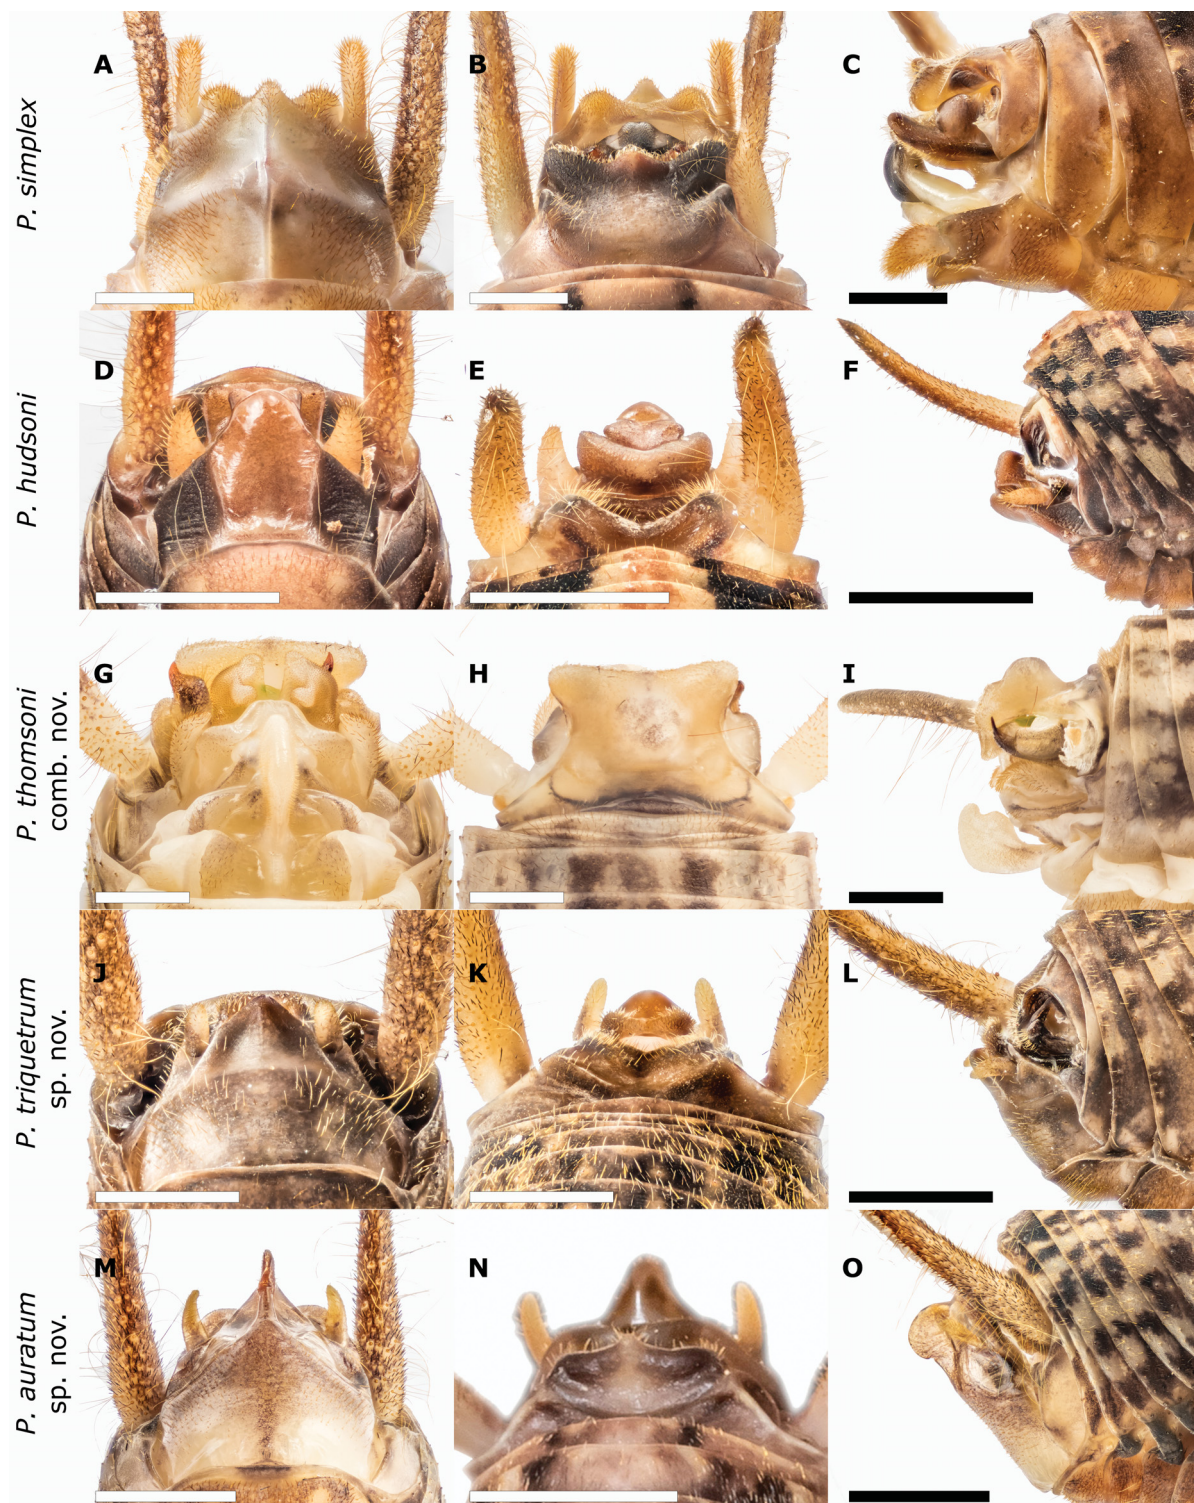 P. simplex
A
B
C
P. hudsoni
D
E
F
P. thomsoni
comb. nov.
G
H
I
P. triquetrum
sp. nov.
J
K
L
P. auratum
sp. nov.
M
N
O